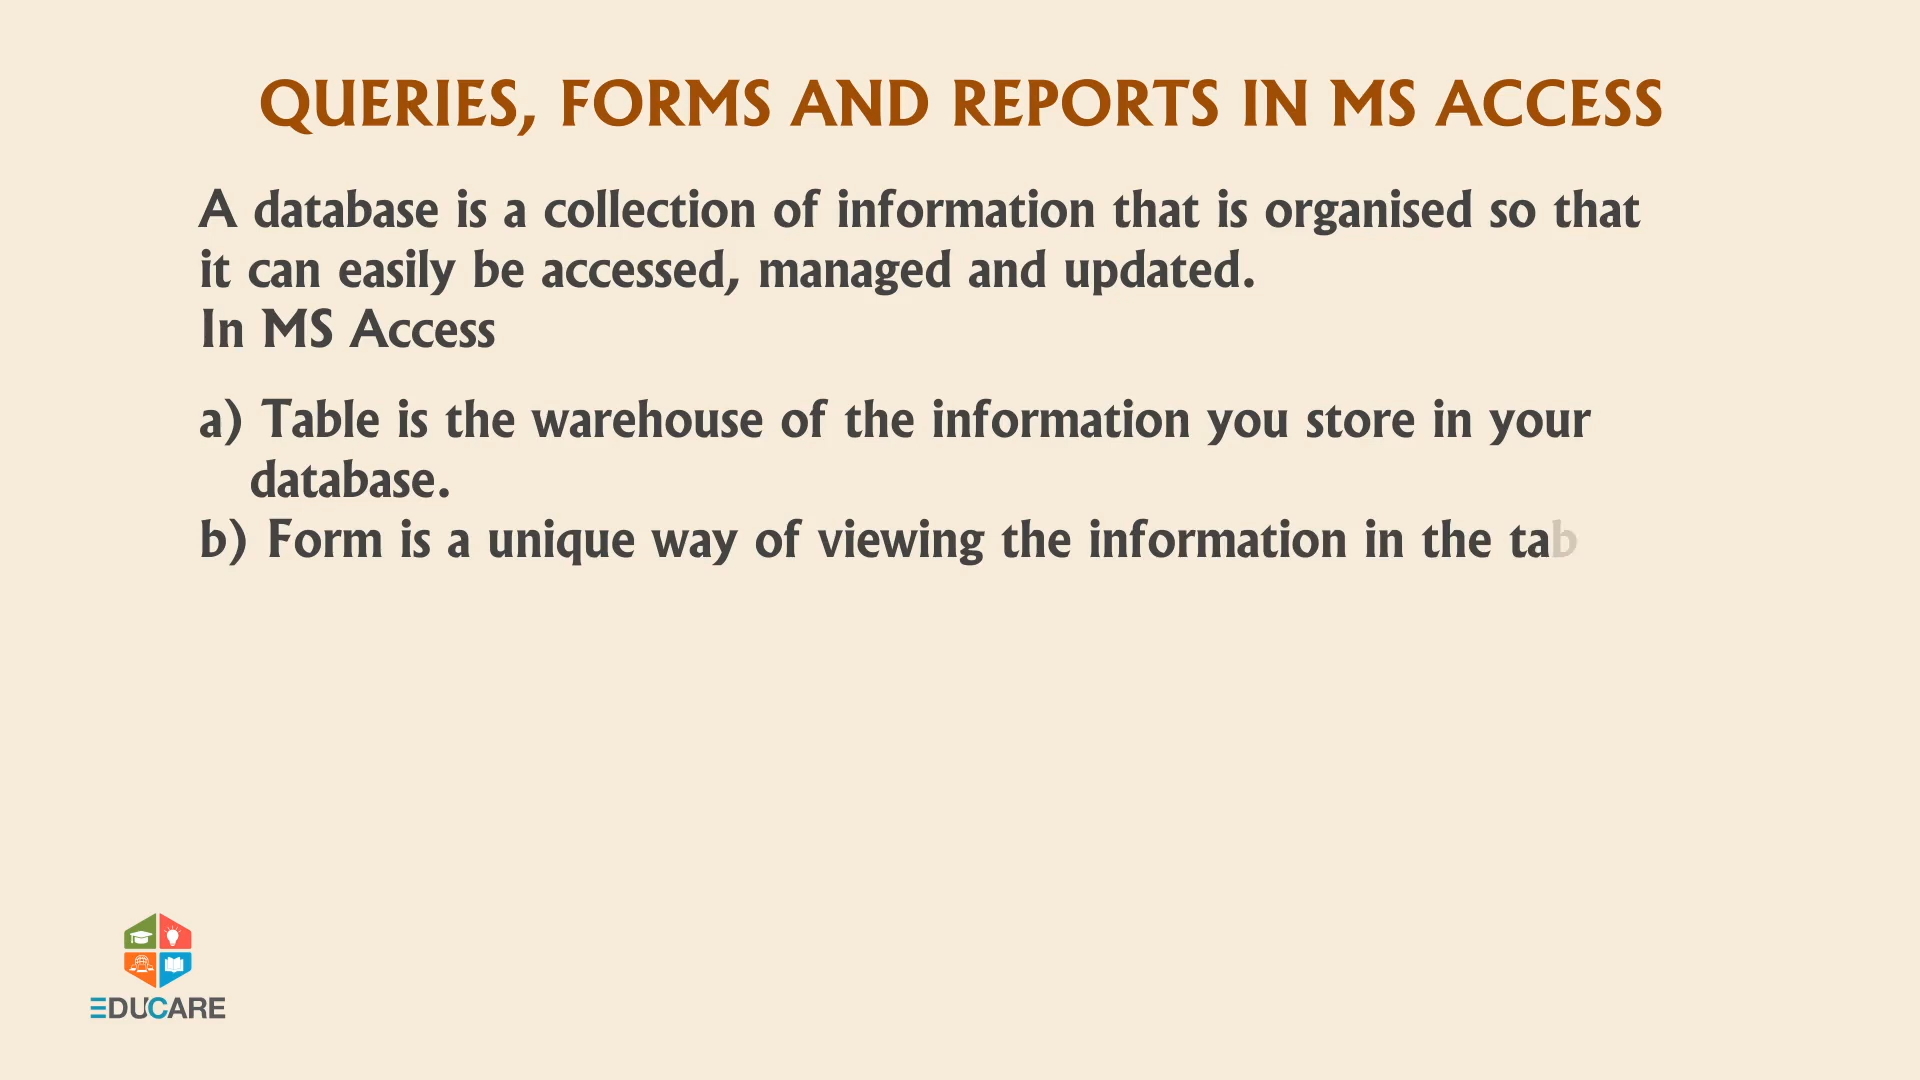 QUERIES, FORMS AND REPORTS IN MS ACCESS
A database is a collection of information that is organised so that
it can easily be accessed, managed and updated.
In MS Access
a) Table is the warehouse of the information you store in your
database.
b) Form is a unique way of viewing the information in the tab
EDUCARE